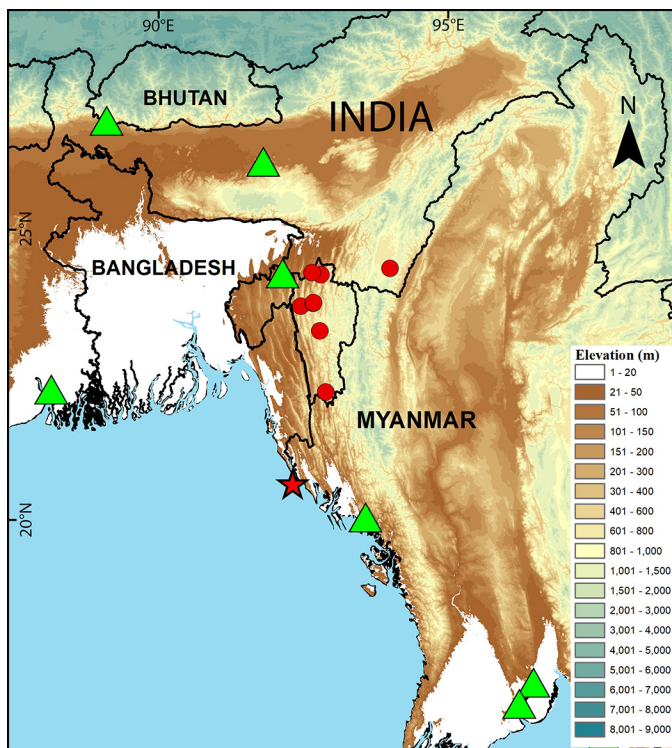 90°E
95°E
BHUTAN
INDIA
N
25°N
BANGLADESH
MYANMAR
20°N
Elevation (m)
1 - 20
21 - 50
51 - 100
101 - 150
151 - 200
201 - 300
301 - 400
401 - 600
601 - 800
801 - 1,000
1,001 - 1,500
1,501 - 2,000
2,001 - 3,000
3,001 - 4,000
4,001 - 5,000
5,001 - 6,000
6,001 - 7,000
7,001 - 8,000
8,001 - 9,000